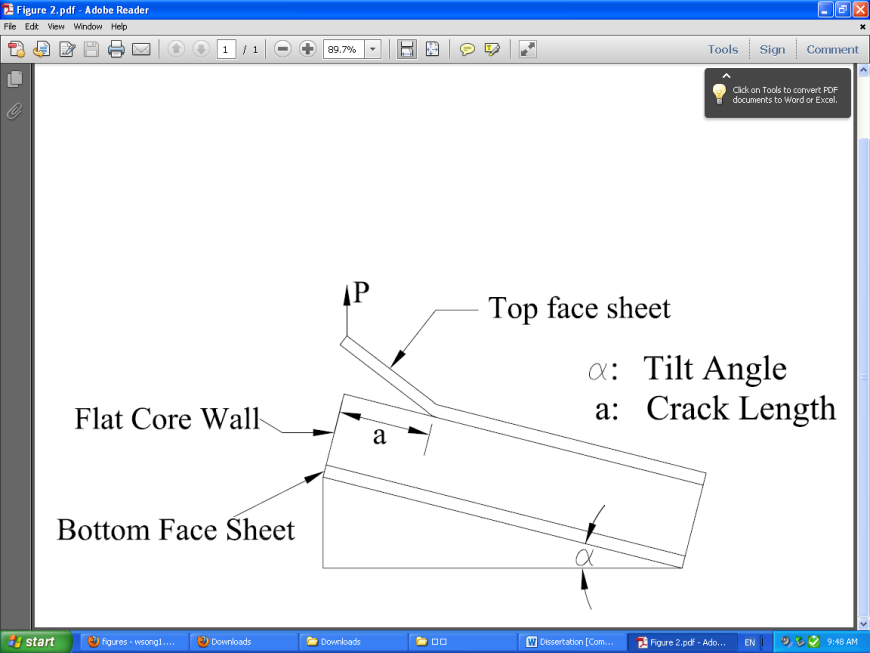 Figure 2.pdf - Adobe Reader
File Edit View Window Help
1 / 1 89.7% Tools Sign Comment
Click on Tools to convert PDF
documents to Word or Excel.
P
Top face sheet
α: Tilt Angle
a: Crack Length
Flat Core Wall
a
Bottom Face Sheet
α
start figures - wsong1.... Downloads Downloads □□ Dissertation [Com... Figure 2.pdf - Ado... EN 9:48 AM